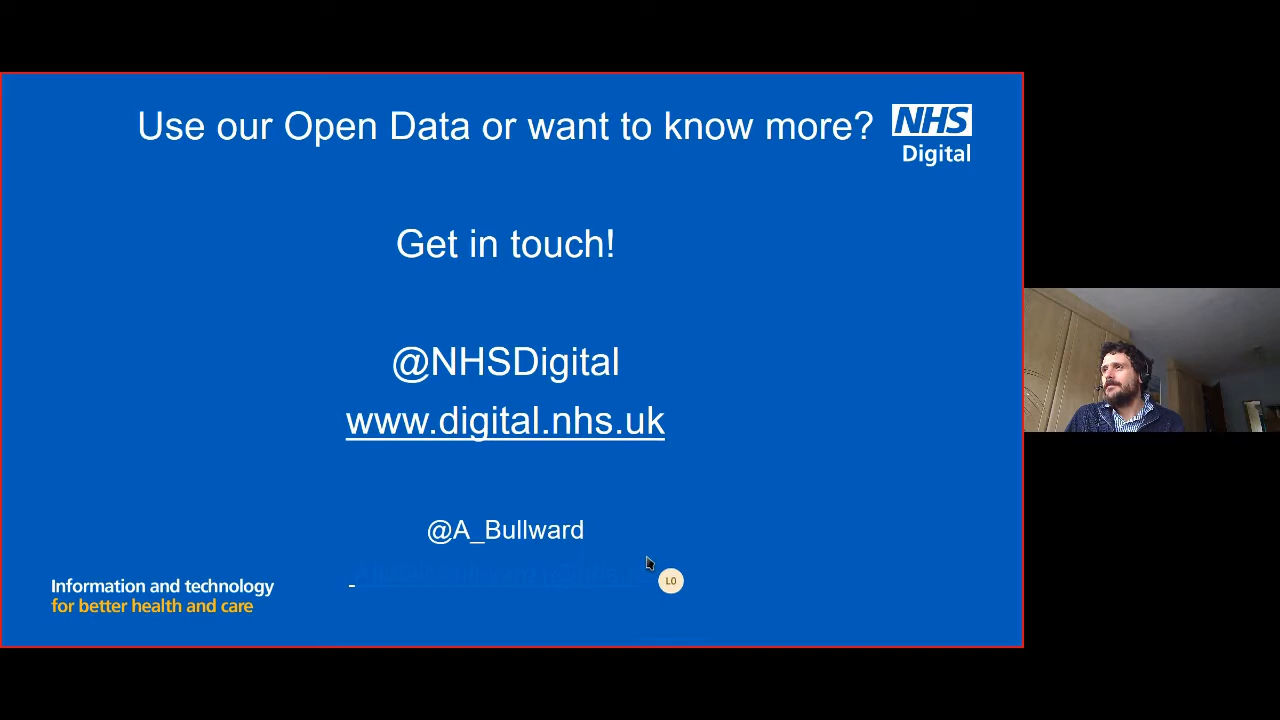 Use our Open Data or want to know more?
NHS
Digital
Get in touch!
@NHSDigital
www.digital.nhs.uk
@A_Bullward
LO
Information and technology
for better health and care